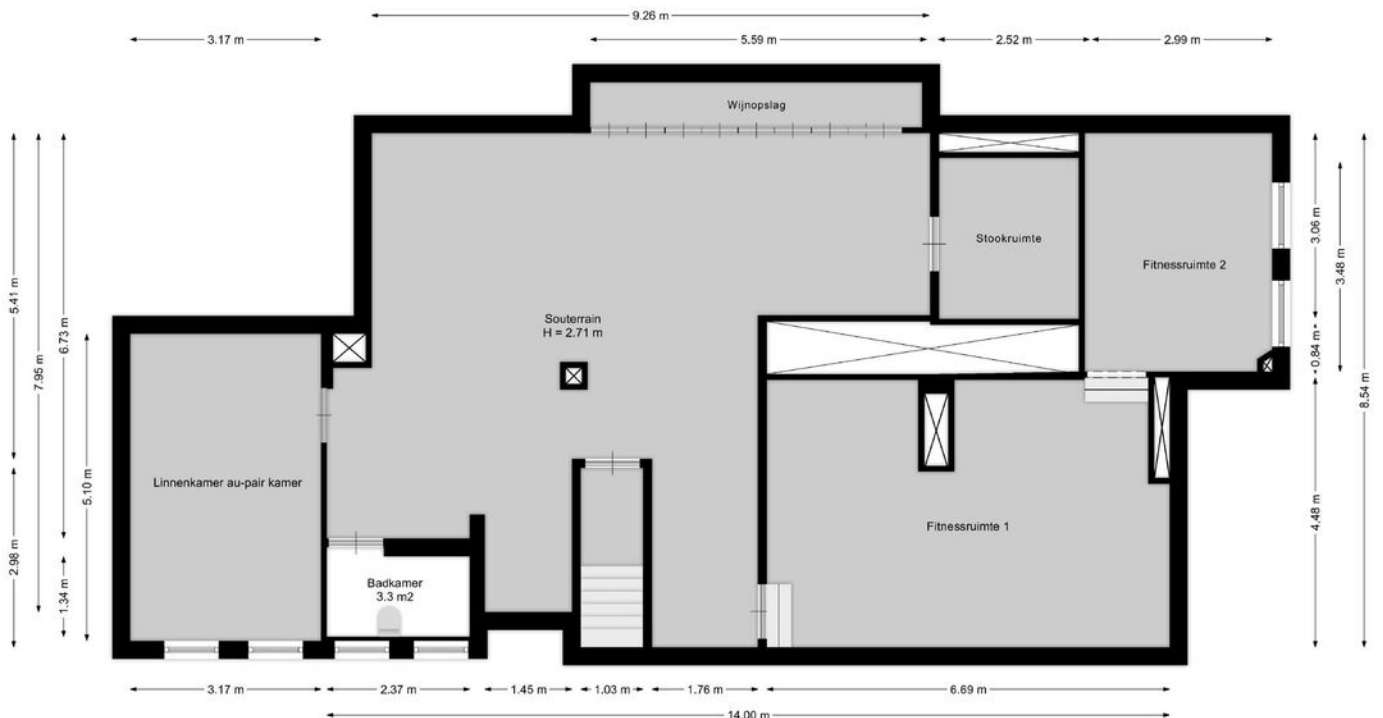 9.26 m
3.17 m
5.59 m
2.52 m
2.99 m
Wijnopslag
Stookruimte
Fitnessruimte 2
3.06 m
3.48 m
5.41 m
6.73 m
7.95 m
Souterrain
H = 2.71 m
0.84 m
8.54 m
5.10 m
Linnenkamer au-pair kamer
Fitnessruimte 1
4.48 m
2.98 m
1.34 m
Badkamer
3.3 m2
3.17 m
2.37 m
1.45 m
1.03 m
1.76 m
6.69 m
14.00 m